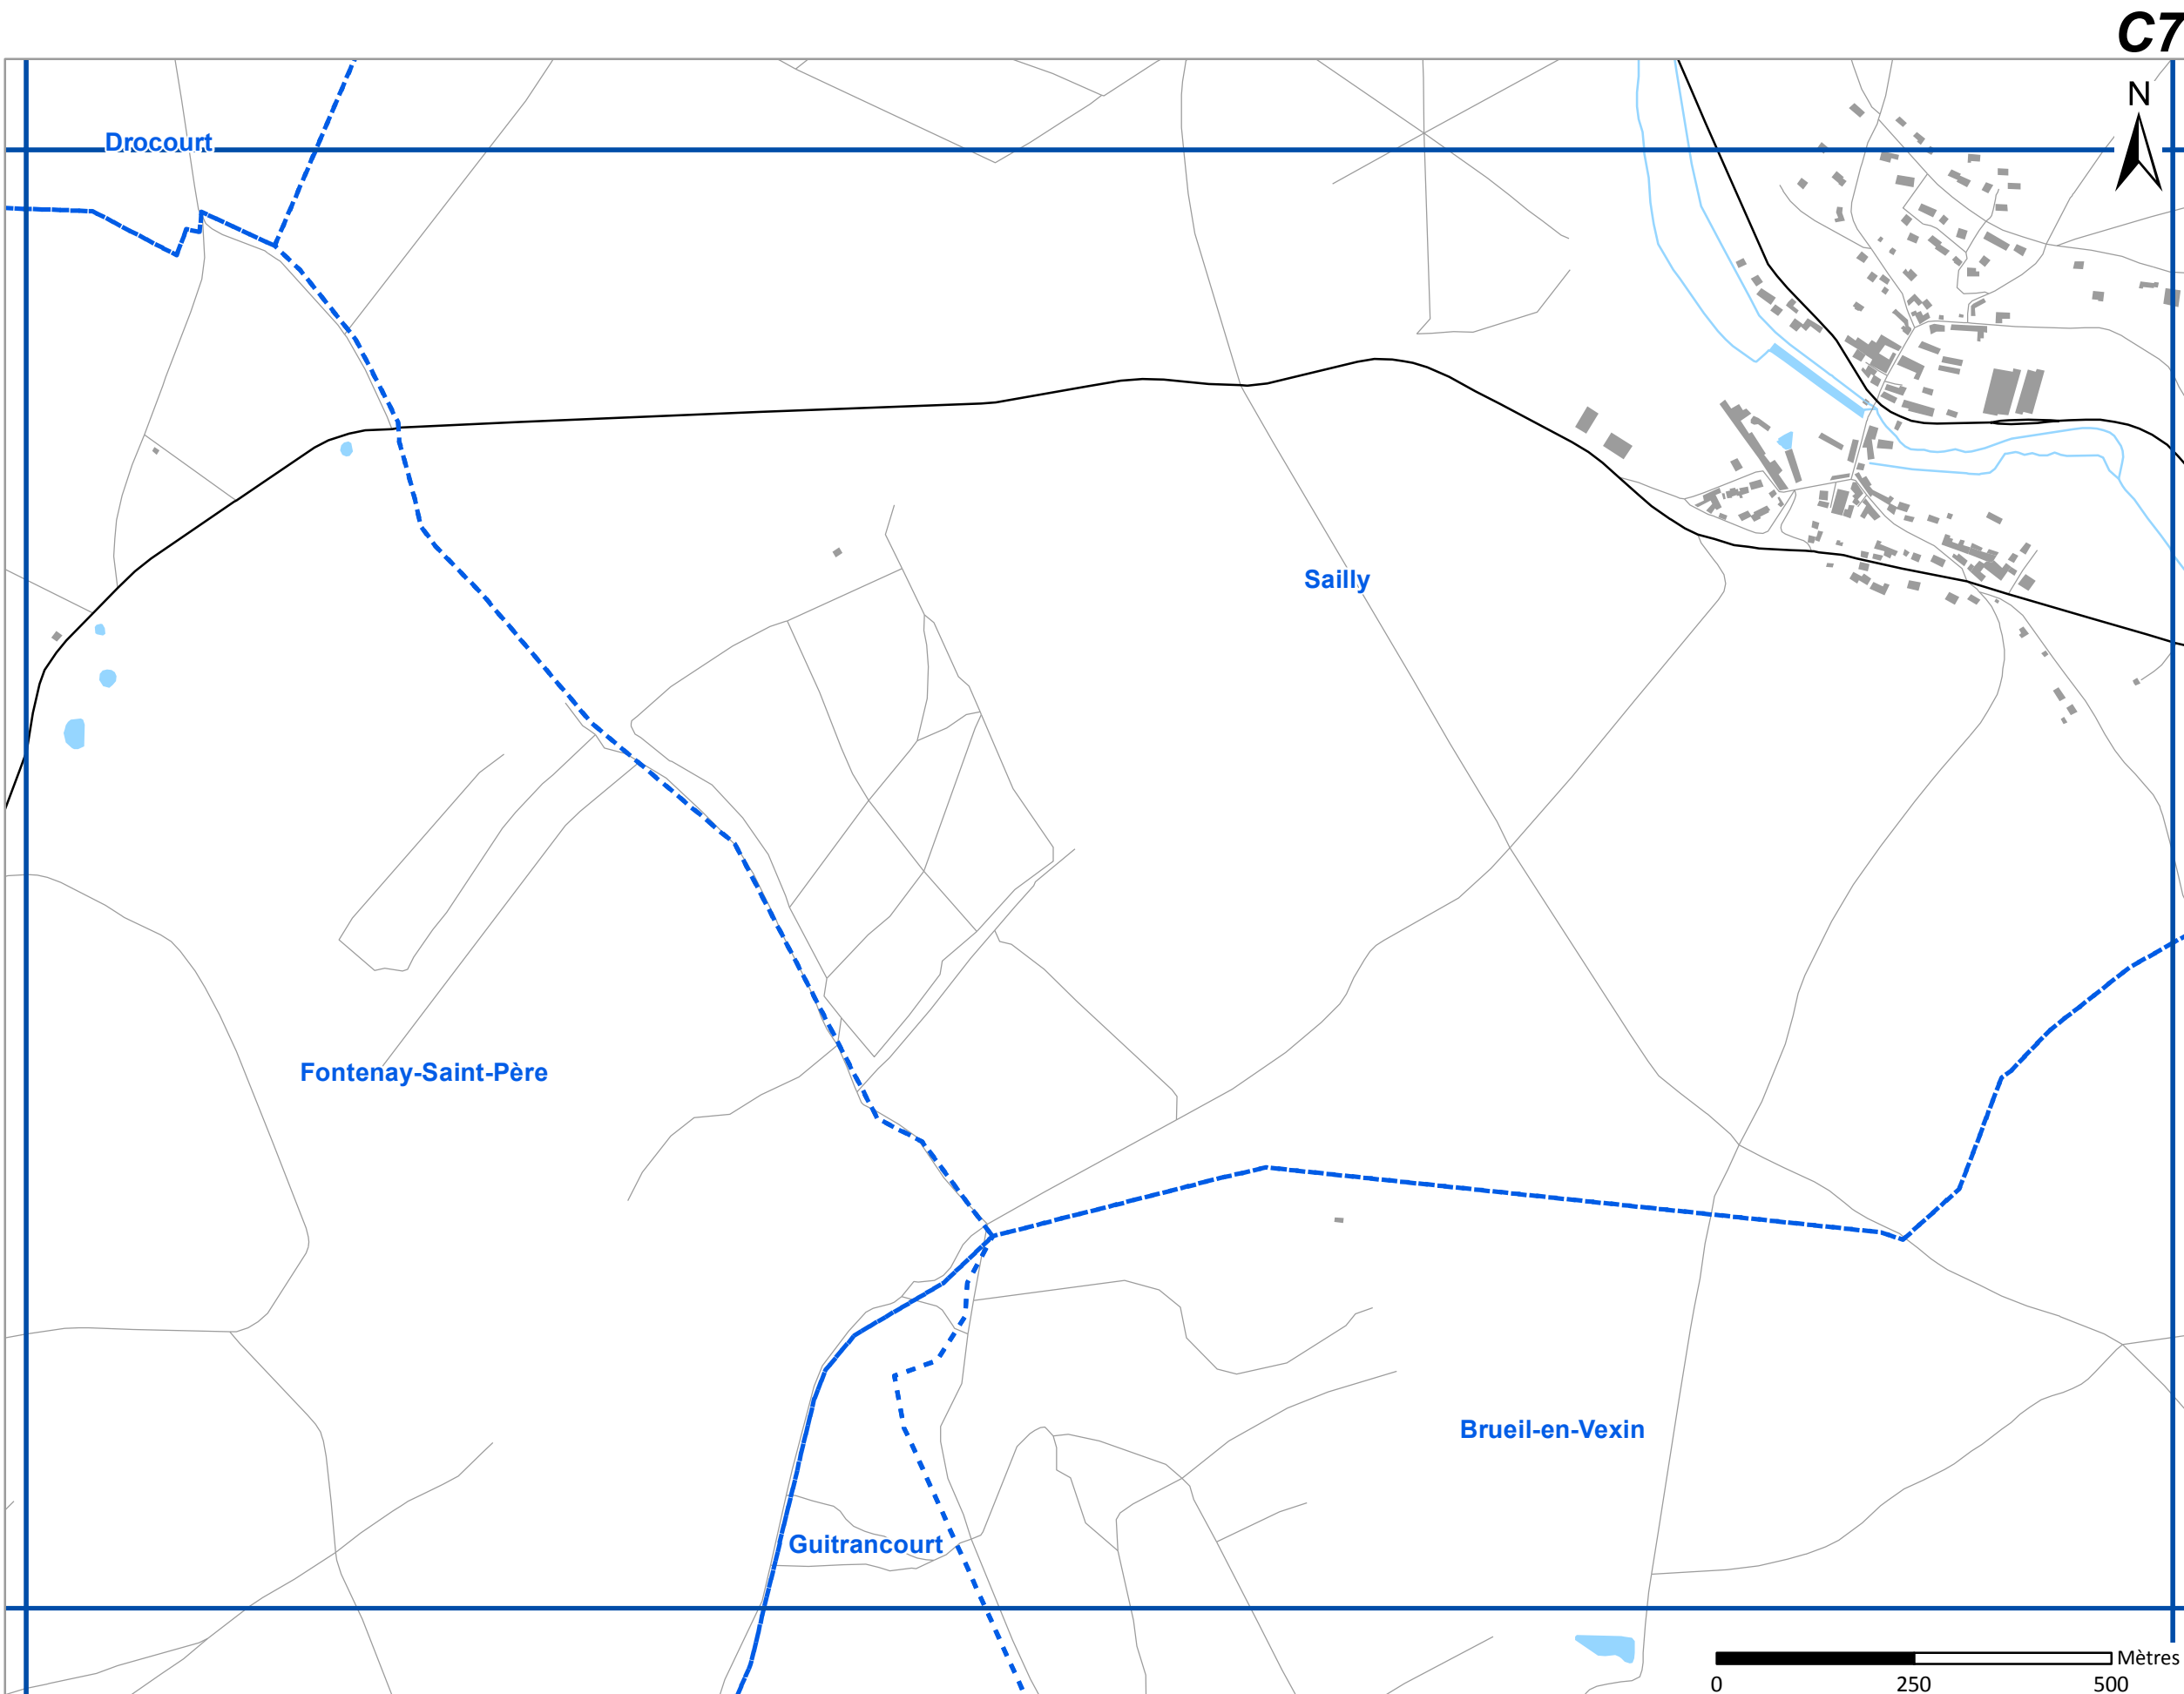 C7
N
Drocourt
Sailly
Fontenay-Saint-Père
Brueil-en-Vexin
Guitrancourt
Mètres
0 250 500